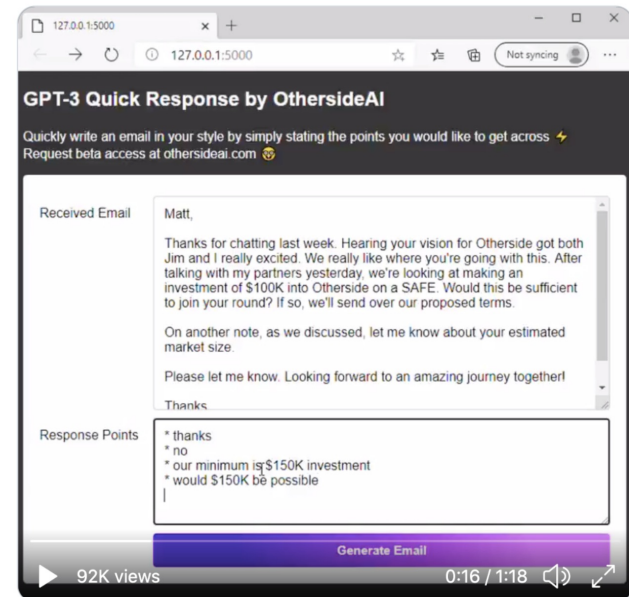 127.0.0.1:5000
127.0.0.1:5000
Not syncing
GPT-3 Quick Response by OthersideAI
Quickly write an email in your style by simply stating the points you would like to get across ⚡
Request beta access at othersideai.com 🤓
Received Email
Matt,
Thanks for chatting last week. Hearing your vision for Otherside got both
Jim and I really excited. We really like where you're going with this. After
talking with my partners yesterday, we're looking at making an
investment of $100K into Otherside on a SAFE. Would this be sufficient
to join your round? If so, we'll send over our proposed terms.
On another note, as we discussed, let me know about your estimated
market size.
Please let me know. Looking forward to an amazing journey together!
Thanks
Response Points
* thanks
* no
* our minimum is $150K investment
* would $150K be possible
Generate Email
92K views
0:16 / 1:18